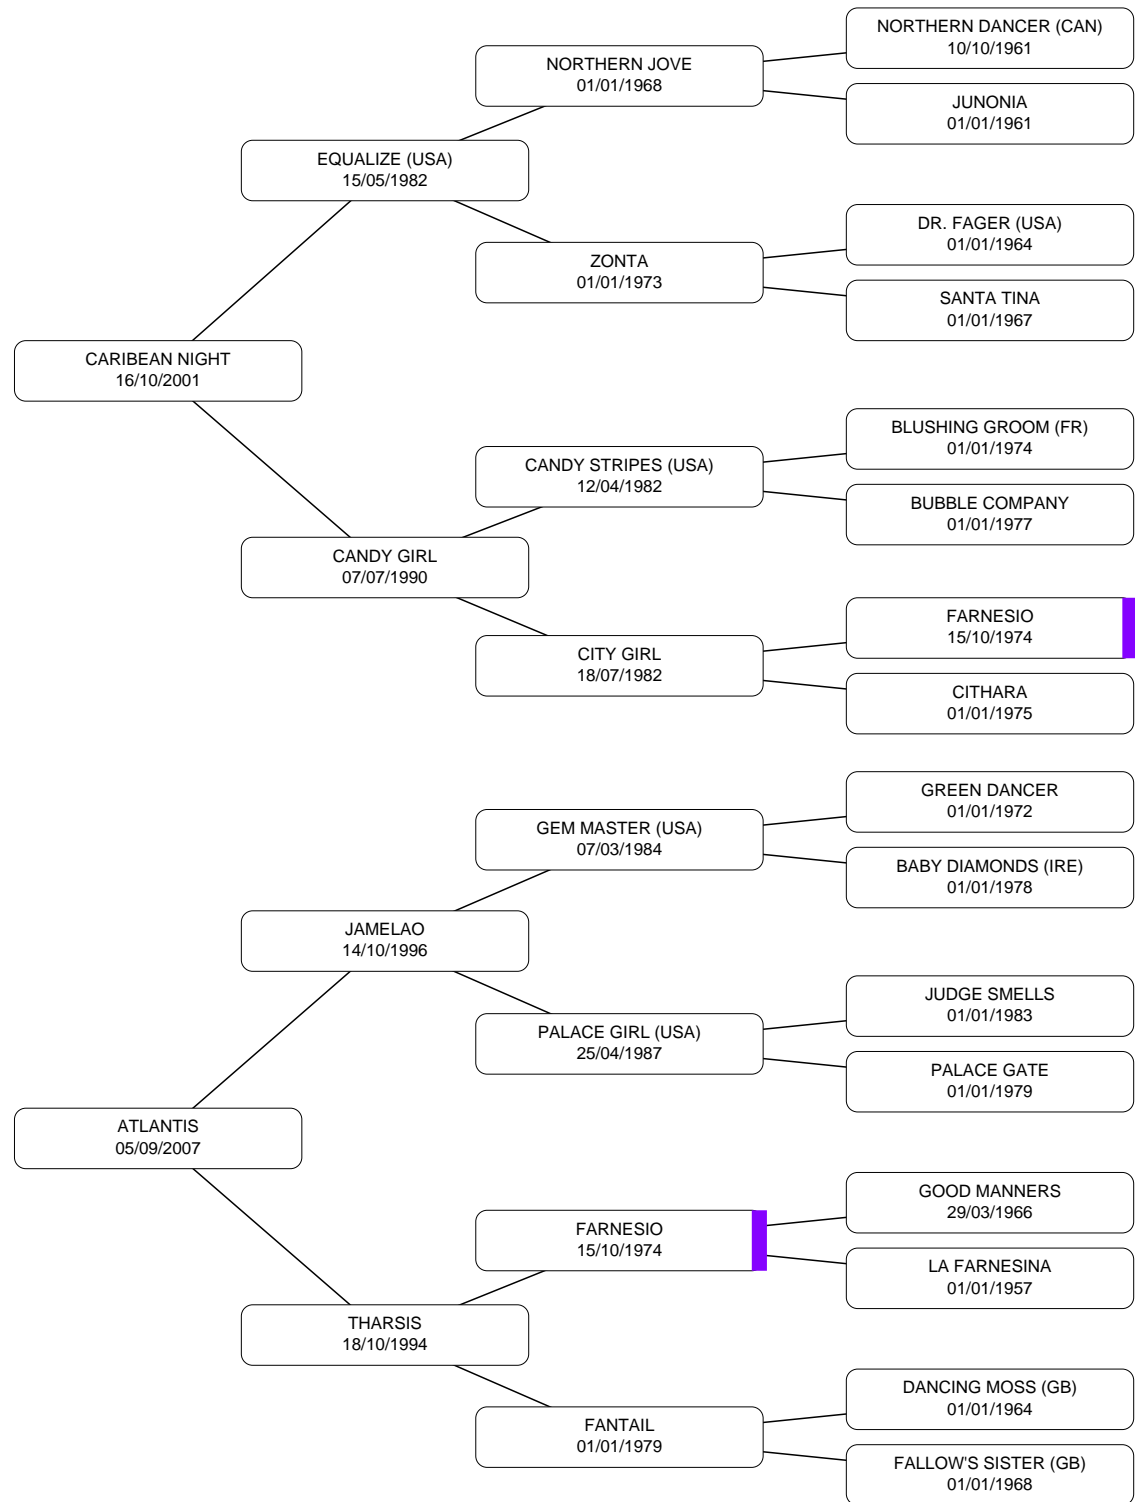 NORTHERN DANCER (CAN)
10/10/1961
NORTHERN JOVE
01/01/1968
JUNONIA
01/01/1961
EQUALIZE (USA)
15/05/1982
DR. FAGER (USA)
01/01/1964
ZONTA
01/01/1973
SANTA TINA
01/01/1967
CARIBEAN NIGHT
16/10/2001
BLUSHING GROOM (FR)
01/01/1974
CANDY STRIPES (USA)
12/04/1982
BUBBLE COMPANY
01/01/1977
CANDY GIRL
07/07/1990
FARNESIO
15/10/1974
CITY GIRL
18/07/1982
CITHARA
01/01/1975
GREEN DANCER
01/01/1972
GEM MASTER (USA)
07/03/1984
BABY DIAMONDS (IRE)
01/01/1978
JAMELAO
14/10/1996
JUDGE SMELLS
01/01/1983
PALACE GIRL (USA)
25/04/1987
PALACE GATE
01/01/1979
ATLANTIS
05/09/2007
GOOD MANNERS
29/03/1966
FARNESIO
15/10/1974
LA FARNESINA
01/01/1957
THARSIS
18/10/1994
DANCING MOSS (GB)
01/01/1964
FANTAIL
01/01/1979
FALLOW'S SISTER (GB)
01/01/1968